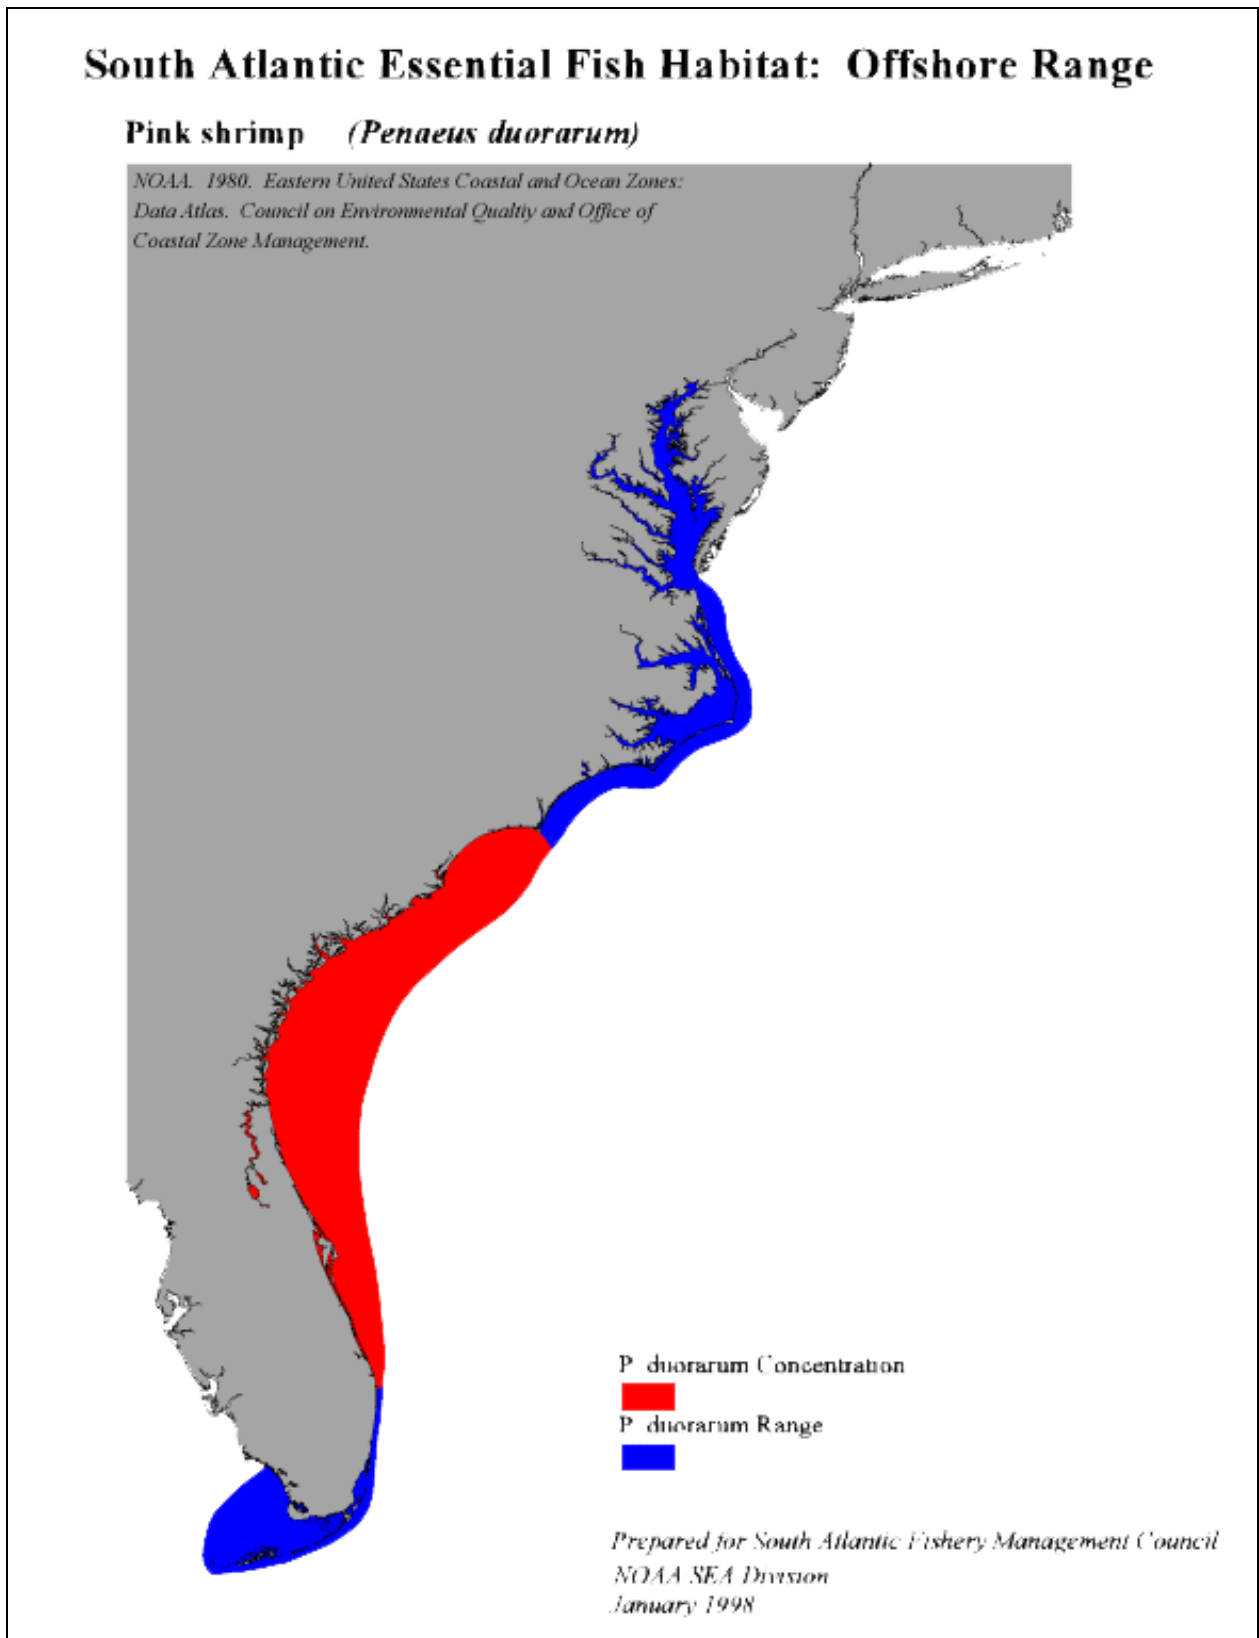 South Atlantic Essential Fish Habitat: Offshore Range
Pink shrimp (Penaeus duorarum)
NOAA. 1980. Eastern United States Coastal and Ocean Zones:
Data Atlas. Council on Environmental Qualtiy and Office of
Coastal Zone Management.
P duorarum Concentration
P duorarum Range
Prepared for South Atlantic Fishery Management Council
NOAA SEA Division
January 1998